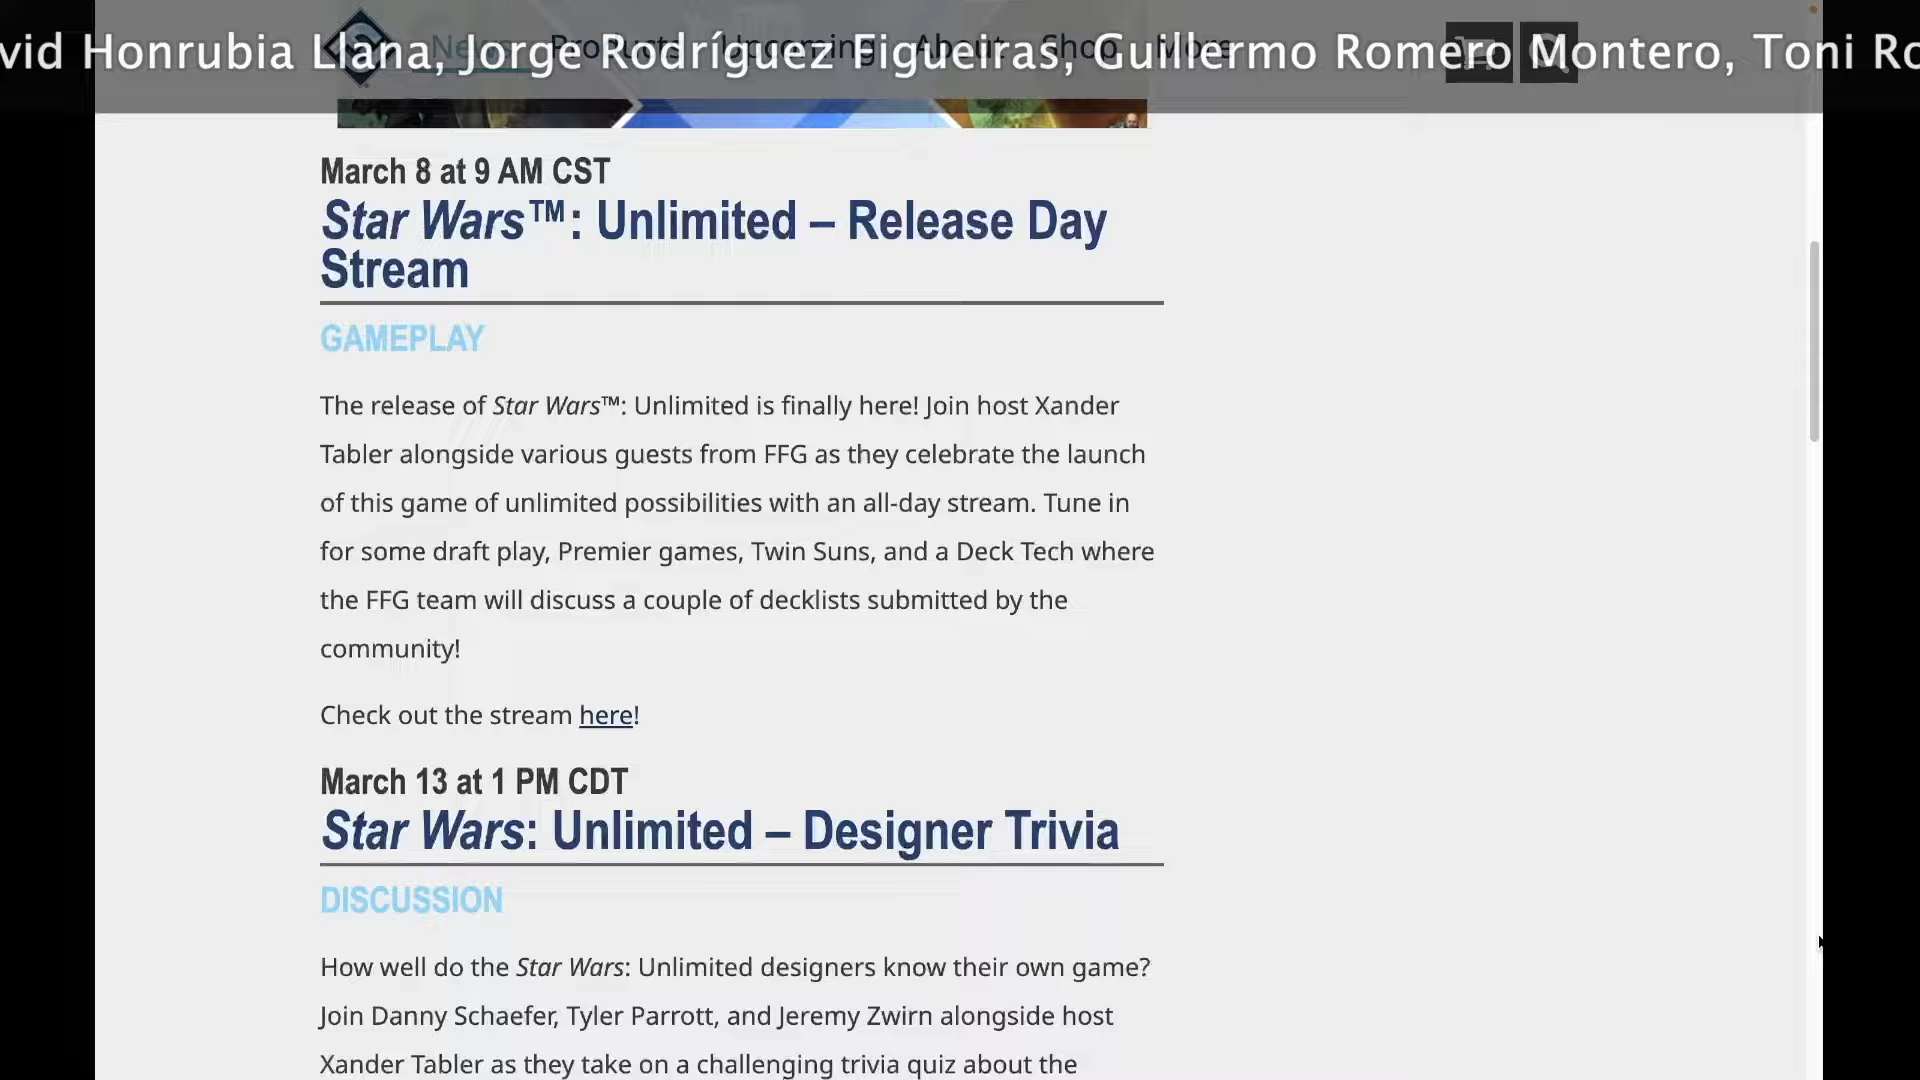 vid Honrubia Llana, Jorge Rodríguez Figueiras, Guillermo Romero Montero, Toni Ro
News Products Upcoming About Shop More
March 8 at 9 AM CST
Star Wars™: Unlimited – Release Day
Stream
GAMEPLAY
The release of Star Wars™: Unlimited is finally here! Join host Xander
Tabler alongside various guests from FFG as they celebrate the launch
of this game of unlimited possibilities with an all-day stream. Tune in
for some draft play, Premier games, Twin Suns, and a Deck Tech where
the FFG team will discuss a couple of decklists submitted by the
community!
Check out the stream here!
March 13 at 1 PM CDT
Star Wars: Unlimited – Designer Trivia
DISCUSSION
How well do the Star Wars: Unlimited designers know their own game?
Join Danny Schaefer, Tyler Parrott, and Jeremy Zwirn alongside host
Xander Tabler as they take on a challenging trivia quiz about the